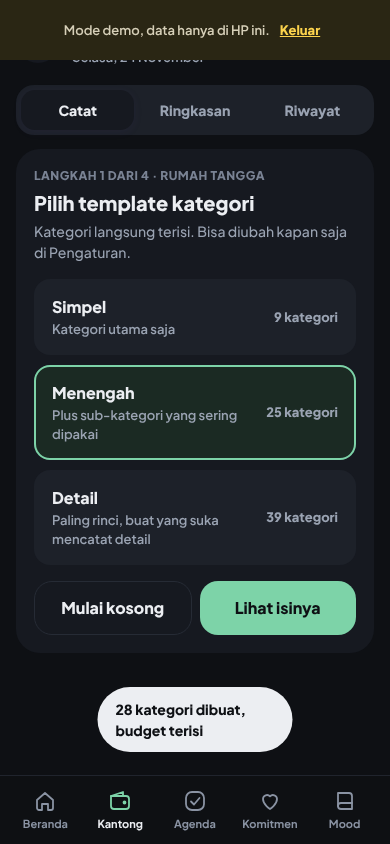 Mode demo, data hanya di HP ini. Keluar
Catat Ringkasan Riwayat
LANGKAH 1 DARI 4 · RUMAH TANGGA
Pilih template kategori
Kategori langsung terisi. Bisa diubah kapan saja
di Pengaturan.
Simpel
Kategori utama saja
9 kategori
Menengah
Plus sub-kategori yang sering
dipakai
25 kategori
Detail
Paling rinci, buat yang suka
mencatat detail
39 kategori
Mulai kosong Lihat isinya
28 kategori dibuat,
budget terisi
Beranda Kantong Agenda Komitmen Mood